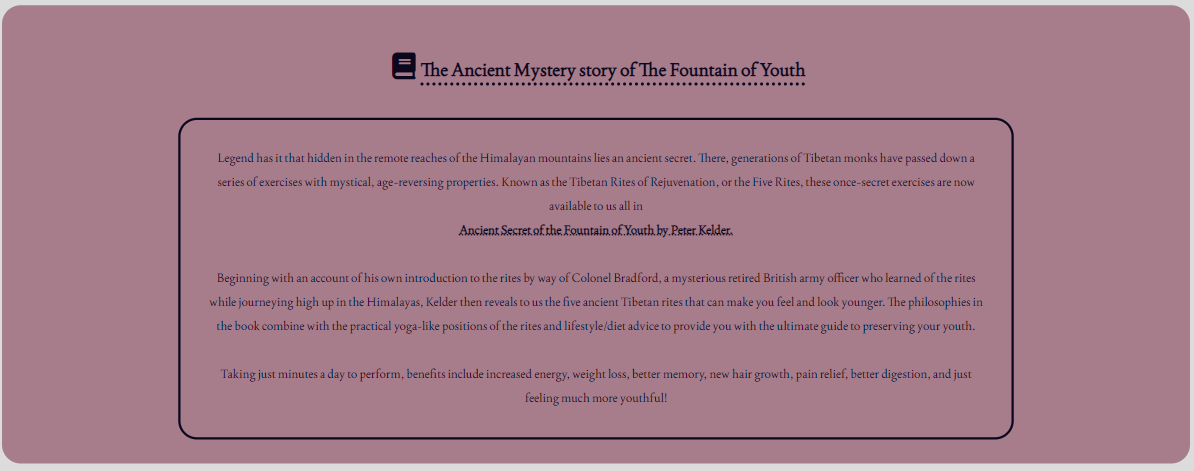 The Ancient Mystery story of The Fountain of Youth
Legend has it that hidden in the remote reaches of the Himalayan mountains lies an ancient secret. There, generations of Tibetan monks have passed down a
series of exercises with mystical, age-reversing properties. Known as the Tibetan Rites of Rejuvenation, or the Five Rites, these once-secret exercises are now
available to us all in
Ancient Secret of the Fountain of Youth by Peter Kelder.
Beginning with an account of his own introduction to the rites by way of Colonel Bradford, a mysterious retired British army officer who learned of the rites
while journeying high up in the Himalayas, Kelder then reveals to us the five ancient Tibetan rites that can make you feel and look younger. The philosophies in
the book combine with the practical yoga-like positions of the rites and lifestyle/diet advice to provide you with the ultimate guide to preserving your youth.
Taking just minutes a day to perform, benefits include increased energy, weight loss, better memory, new hair growth, pain relief, better digestion, and just
feeling much more youthful!